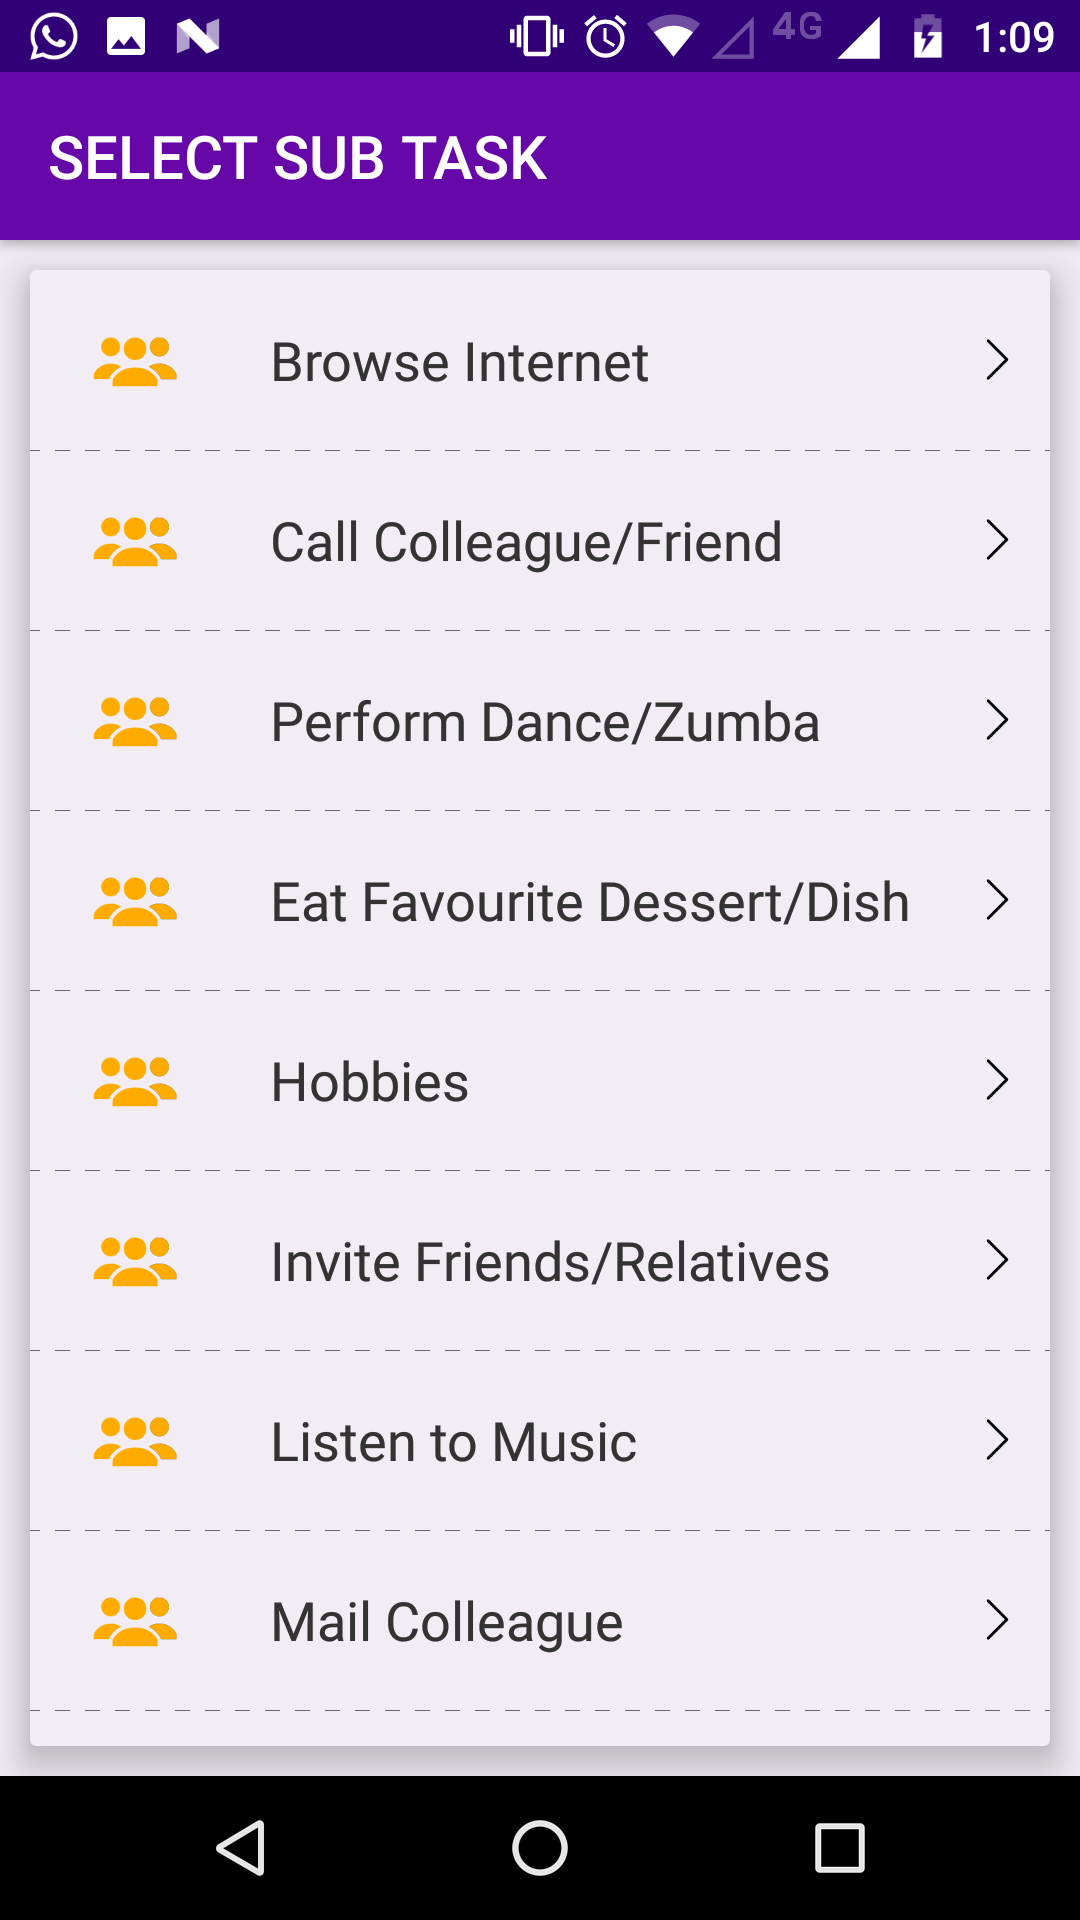 4G 1:09
SELECT SUB TASK
Browse Internet
Call Colleague/Friend
Perform Dance/Zumba
Eat Favourite Dessert/Dish
Hobbies
Invite Friends/Relatives
Listen to Music
Mail Colleague